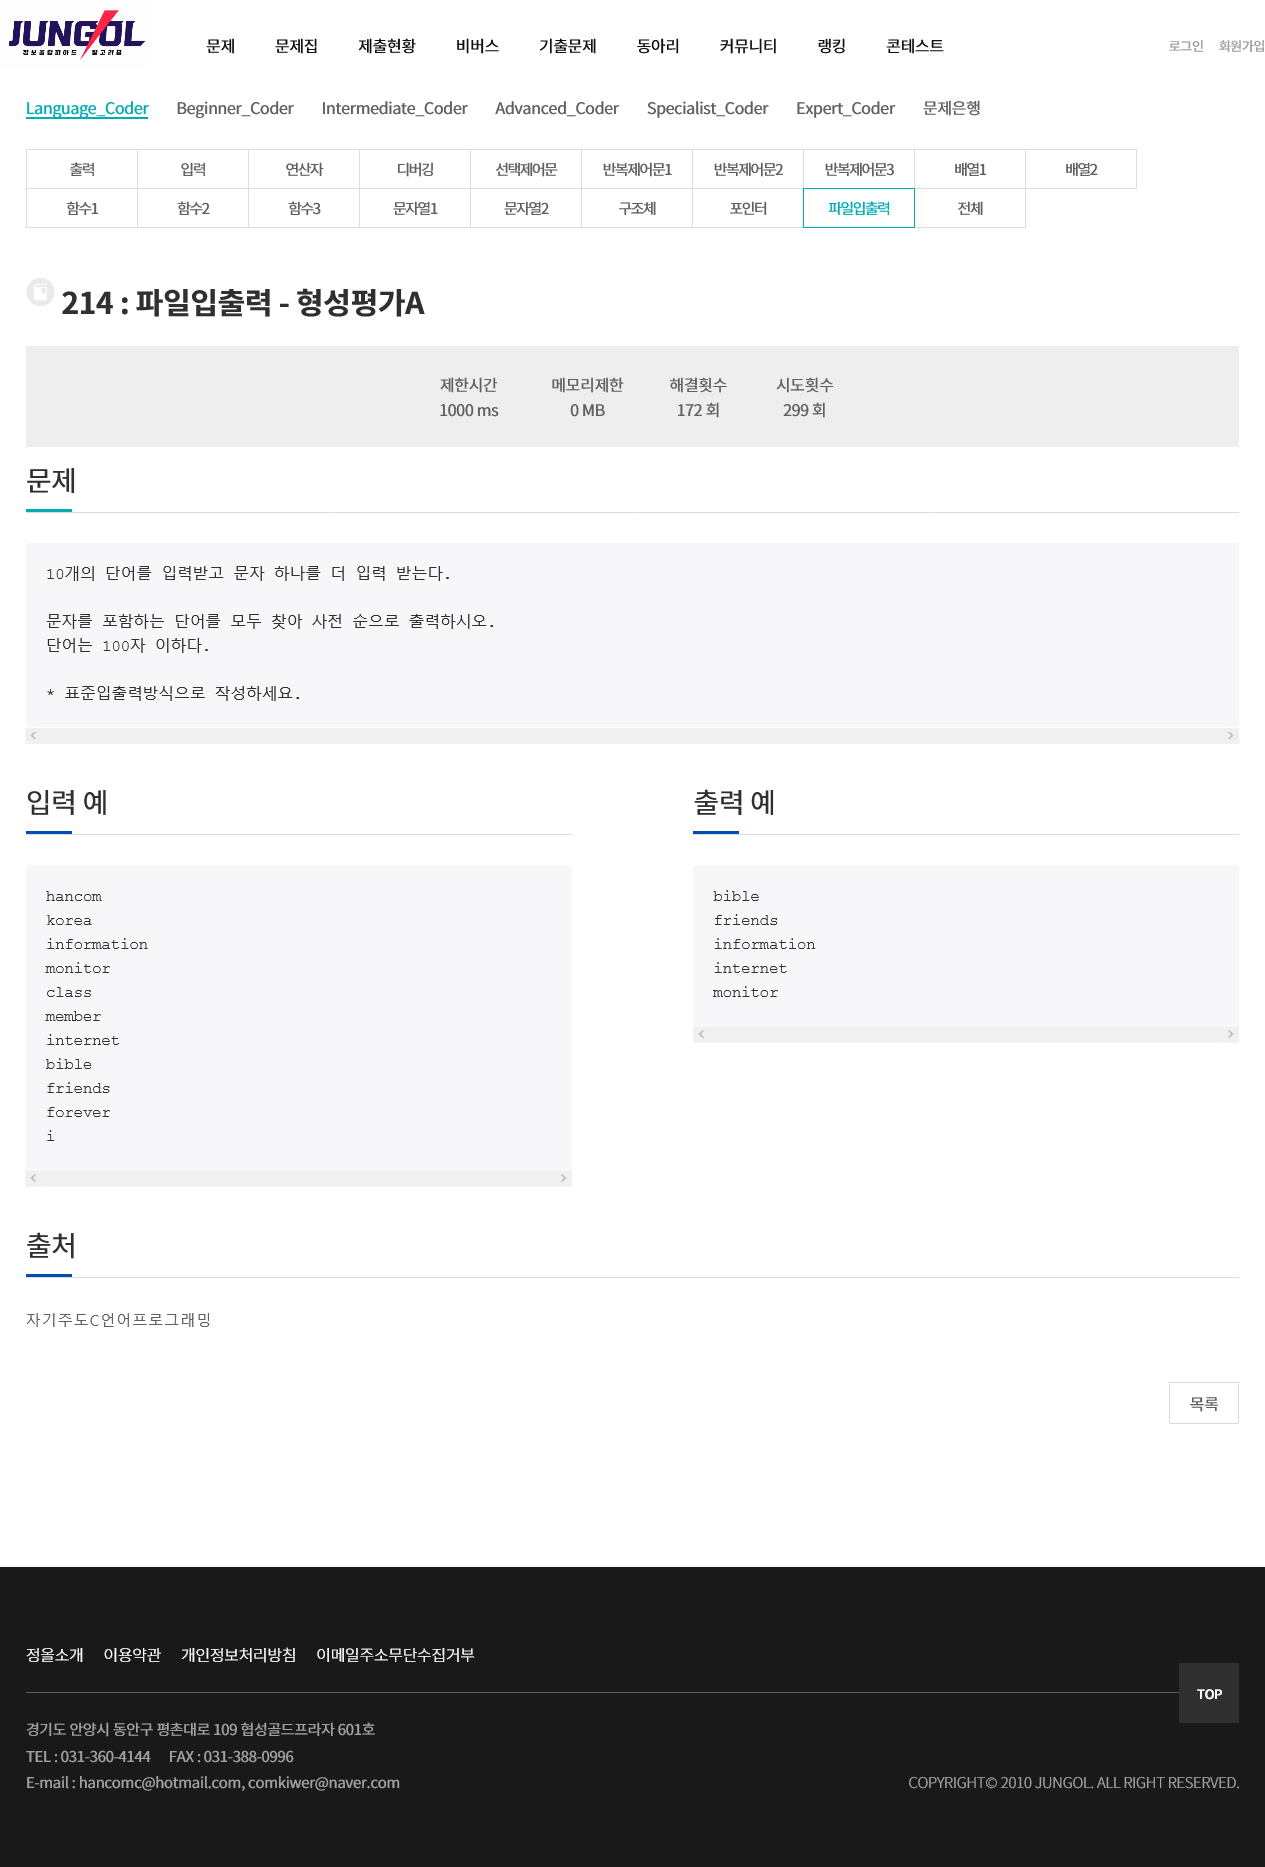 JUNGOL
정보올림피아드 알고리즘
문제 문제집 제출현황 비버스 기출문제 동아리 커뮤니티 랭킹 콘테스트 로그인 회원가입
Language_Coder Beginner_Coder Intermediate_Coder Advanced_Coder Specialist_Coder Expert_Coder 문제은행
출력 입력 연산자 디버깅 선택제어문 반복제어문1 반복제어문2 반복제어문3 배열1 배열2
함수1 함수2 함수3 문자열1 문자열2 구조체 포인터 파일입출력 전체
214 : 파일입출력 - 형성평가A
제한시간 메모리제한 해결횟수 시도횟수
1000 ms 0 MB 172 회 299 회
문제
10개의 단어를 입력받고 문자 하나를 더 입력 받는다.
문자를 포함하는 단어를 모두 찾아 사전 순으로 출력하시오.
단어는 100자 이하다.
* 표준입출력방식으로 작성하세요.
입력 예
hancom
korea
information
monitor
class
member
internet
bible
friends
forever
i
출력 예
bible
friends
information
internet
monitor
출처
자기주도C언어프로그래밍
목록
정올소개 이용약관 개인정보처리방침 이메일주소무단수집거부
TOP
경기도 안양시 동안구 평촌대로 109 협성골드프라자 601호
TEL : 031-360-4144 FAX : 031-388-0996
E-mail : hancomc@hotmail.com, comkiwer@naver.com
COPYRIGHT© 2010 JUNGOL. ALL RIGHT RESERVED.